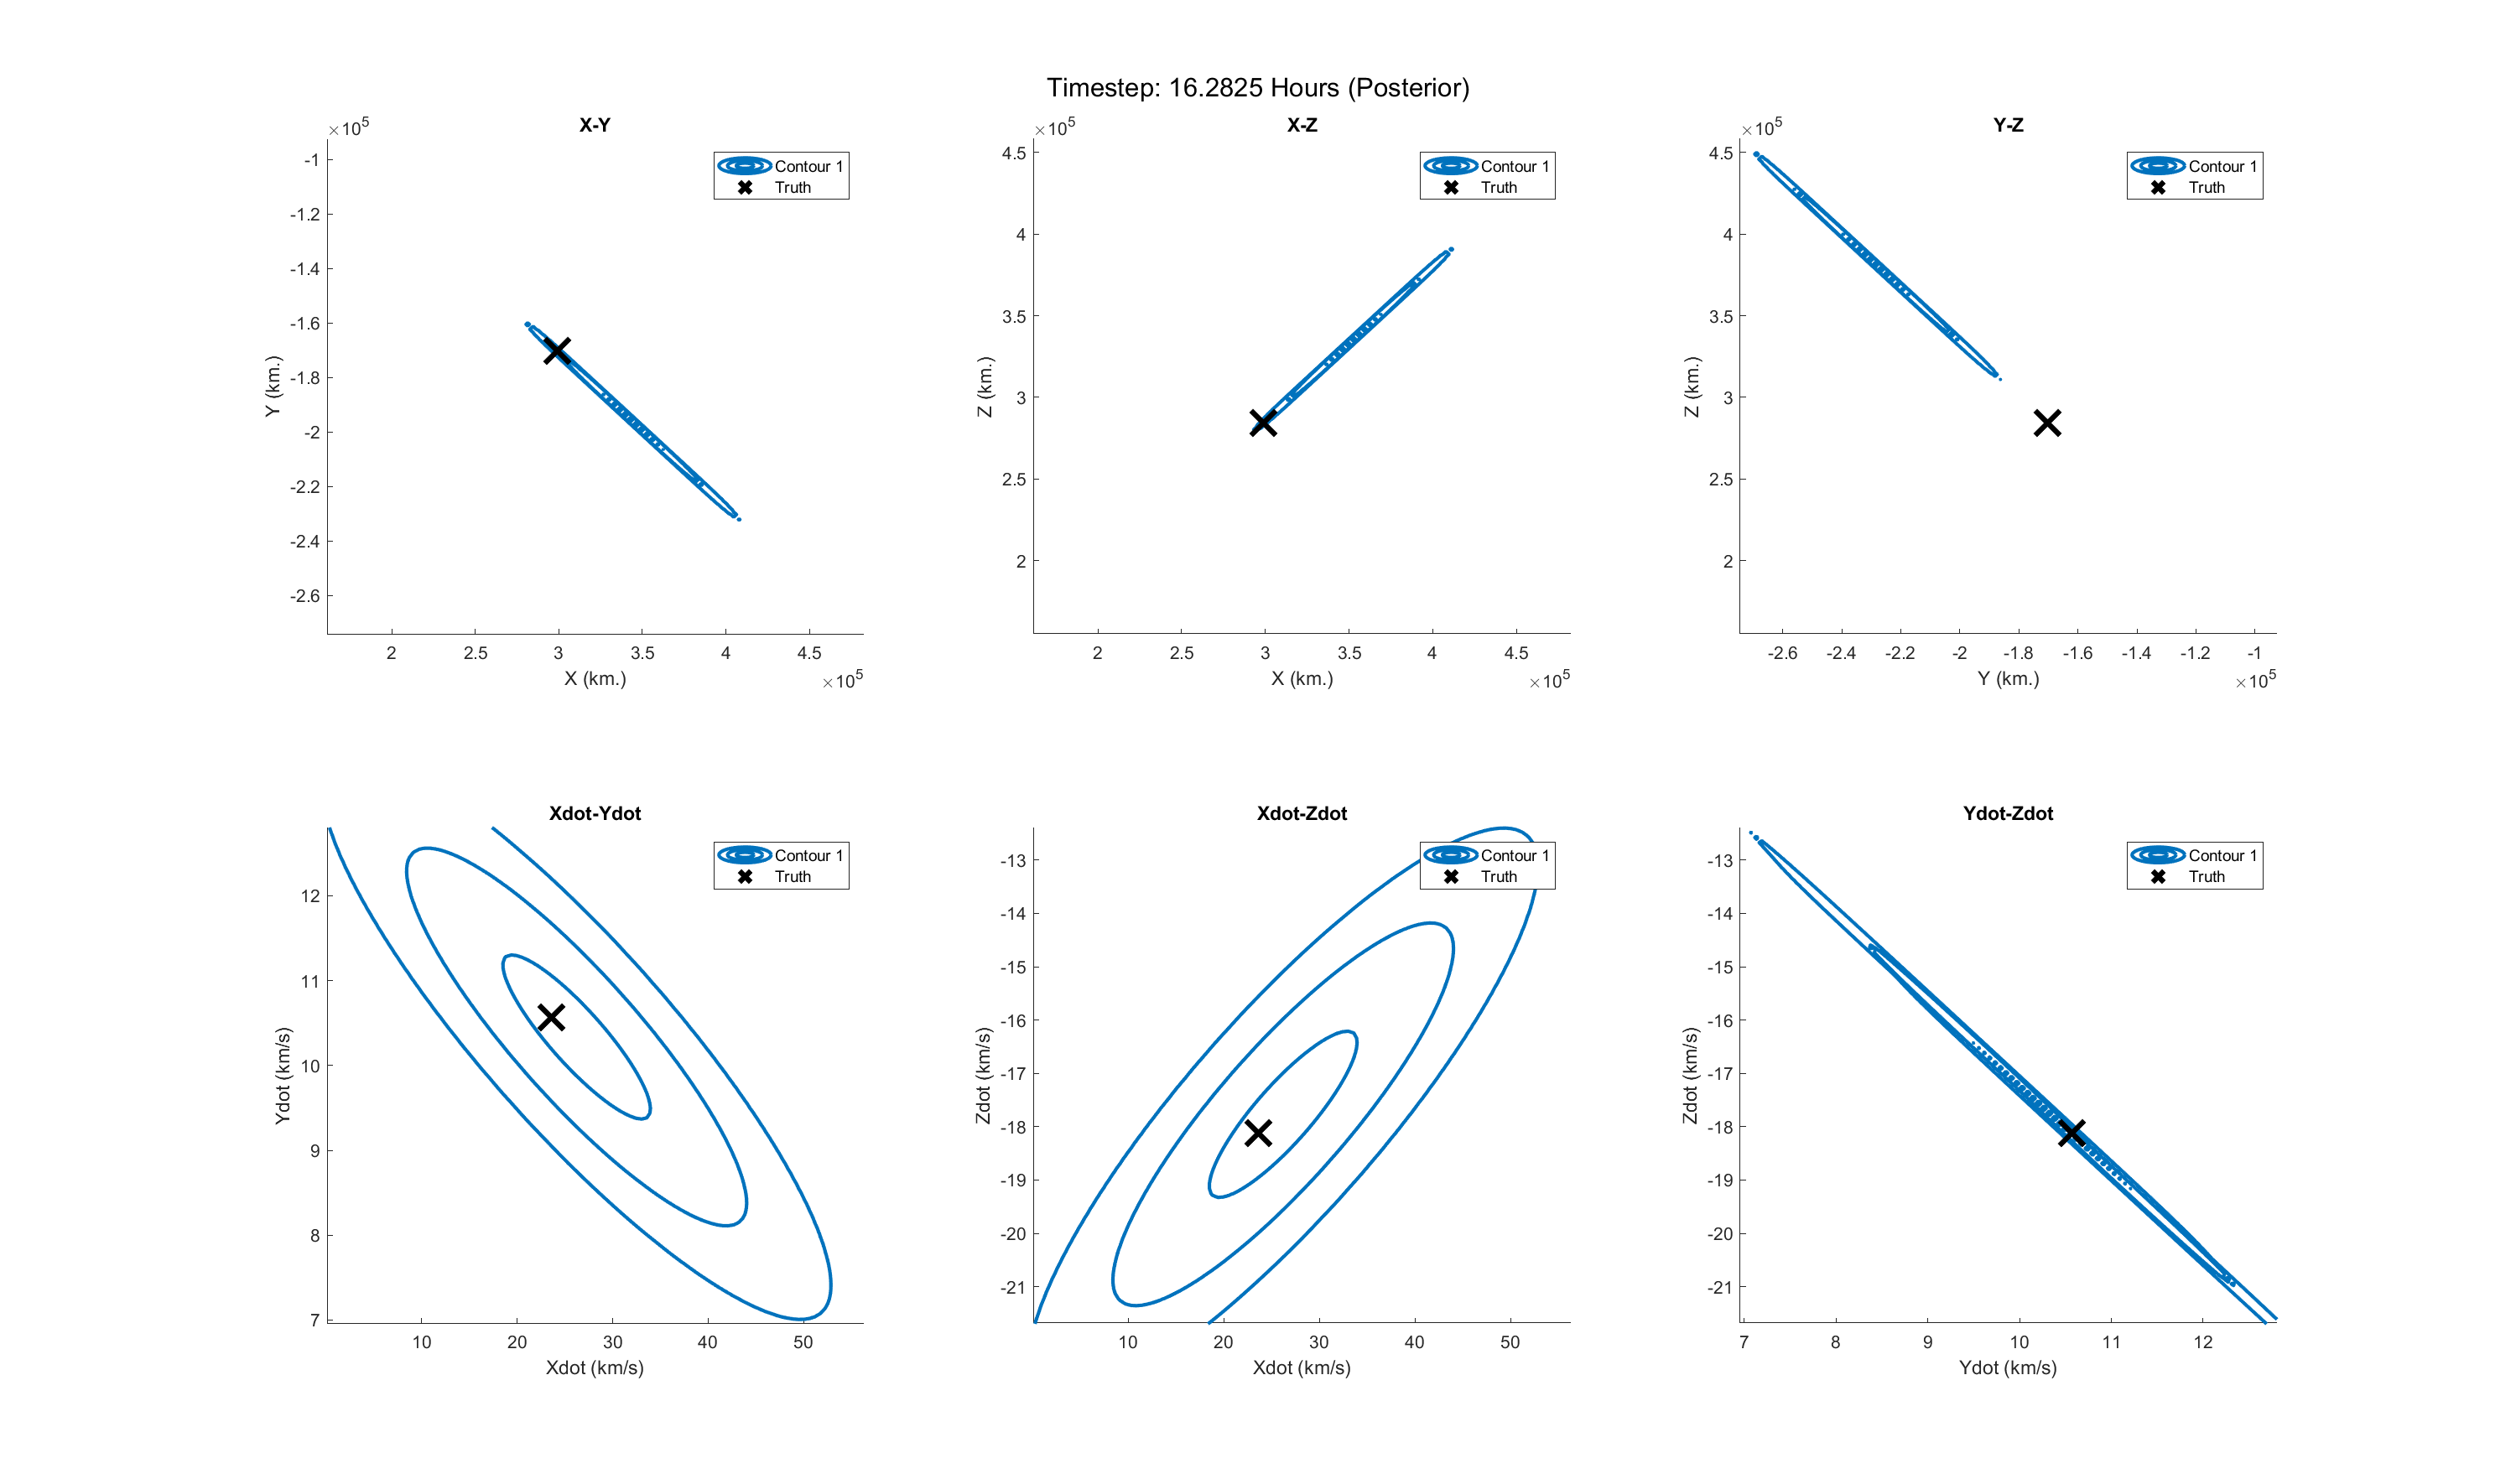 Timestep: 16.2825 Hours (Posterior)
X-Y
×10^5
-1
-1.2
-1.4
-1.6
-1.8
-2
-2.2
-2.4
-2.6
Y (km.)
2 2.5 3 3.5 4 4.5
X (km.)
×10^5
Contour 1
Truth
X-Z
×10^5
4.5
4
3.5
3
2.5
2
Z (km.)
2 2.5 3 3.5 4 4.5
X (km.)
×10^5
Contour 1
Truth
Y-Z
×10^5
4.5
4
3.5
3
2.5
2
Z (km.)
-2.6 -2.4 -2.2 -2 -1.8 -1.6 -1.4 -1.2 -1
Y (km.)
×10^5
Contour 1
Truth
Xdot-Ydot
12
11
10
9
8
7
Ydot (km/s)
10 20 30 40 50
Xdot (km/s)
Contour 1
Truth
Xdot-Zdot
-13
-14
-15
-16
-17
-18
-19
-20
-21
Zdot (km/s)
10 20 30 40 50
Xdot (km/s)
Contour 1
Truth
Ydot-Zdot
-13
-14
-15
-16
-17
-18
-19
-20
-21
Zdot (km/s)
7 8 9 10 11 12
Ydot (km/s)
Contour 1
Truth